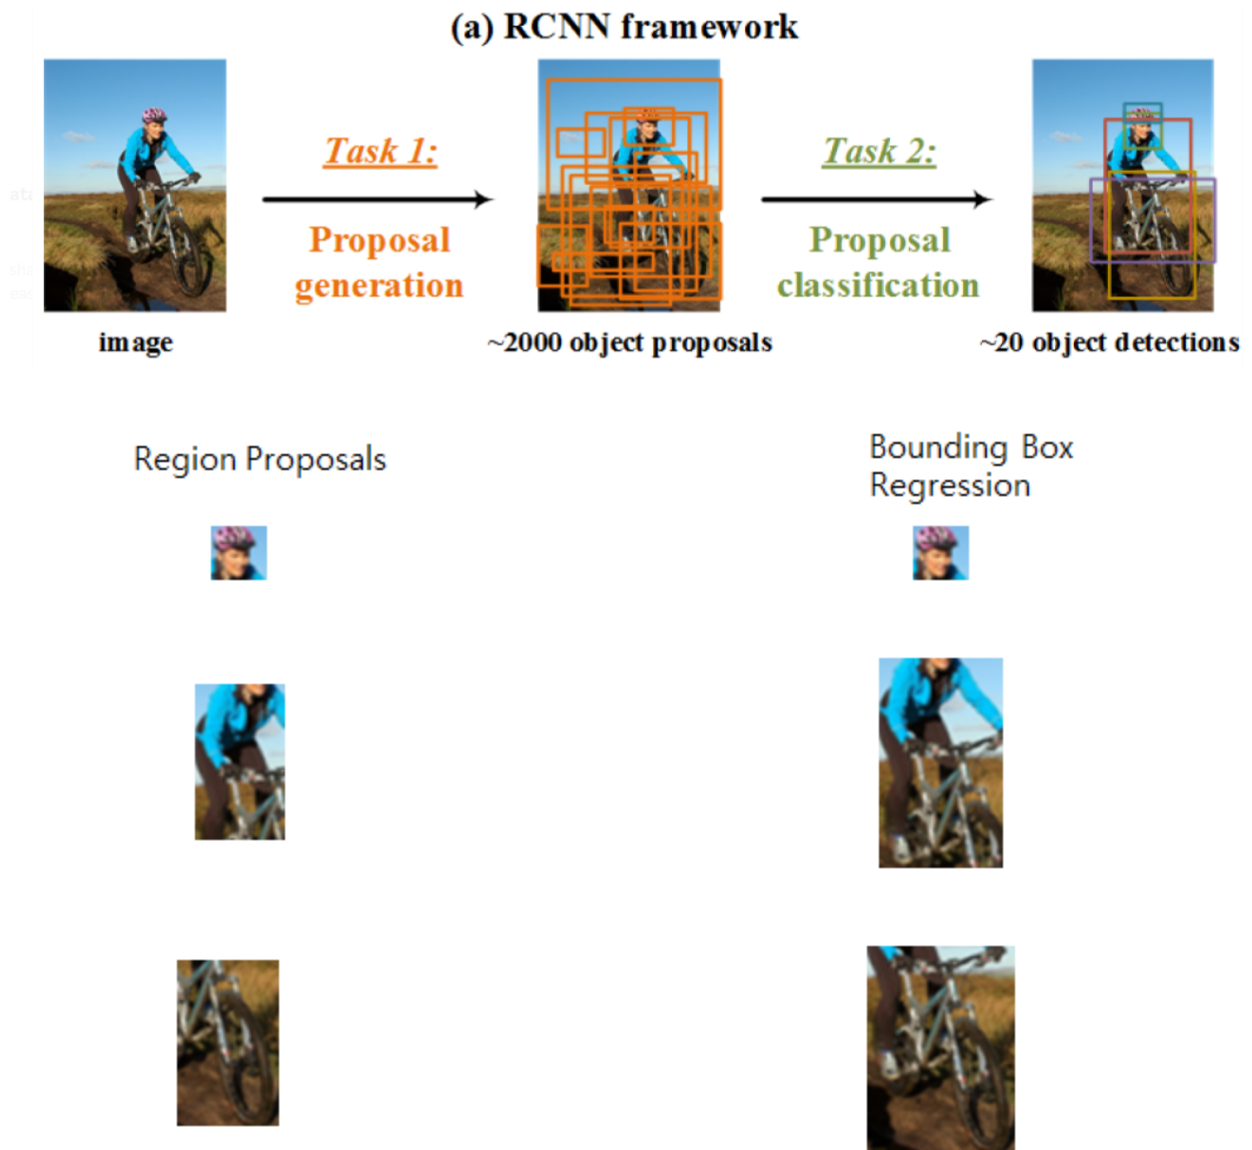 (a) RCNN framework
Task 1:
Proposal
generation
Task 2:
Proposal
classification
image
~2000 object proposals
~20 object detections
Region Proposals
Bounding Box
Regression